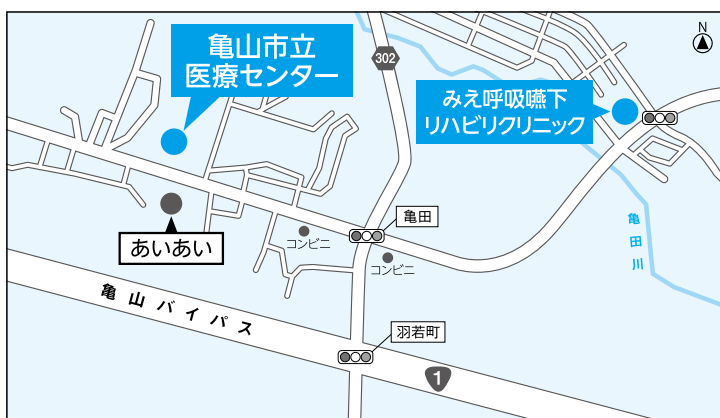 N
亀山市立
医療センター
302
みえ呼吸嚥下
リハビリクリニック
亀田
あいあい
コンビニ
コンビニ
亀田川
亀山バイパス
羽若町
1